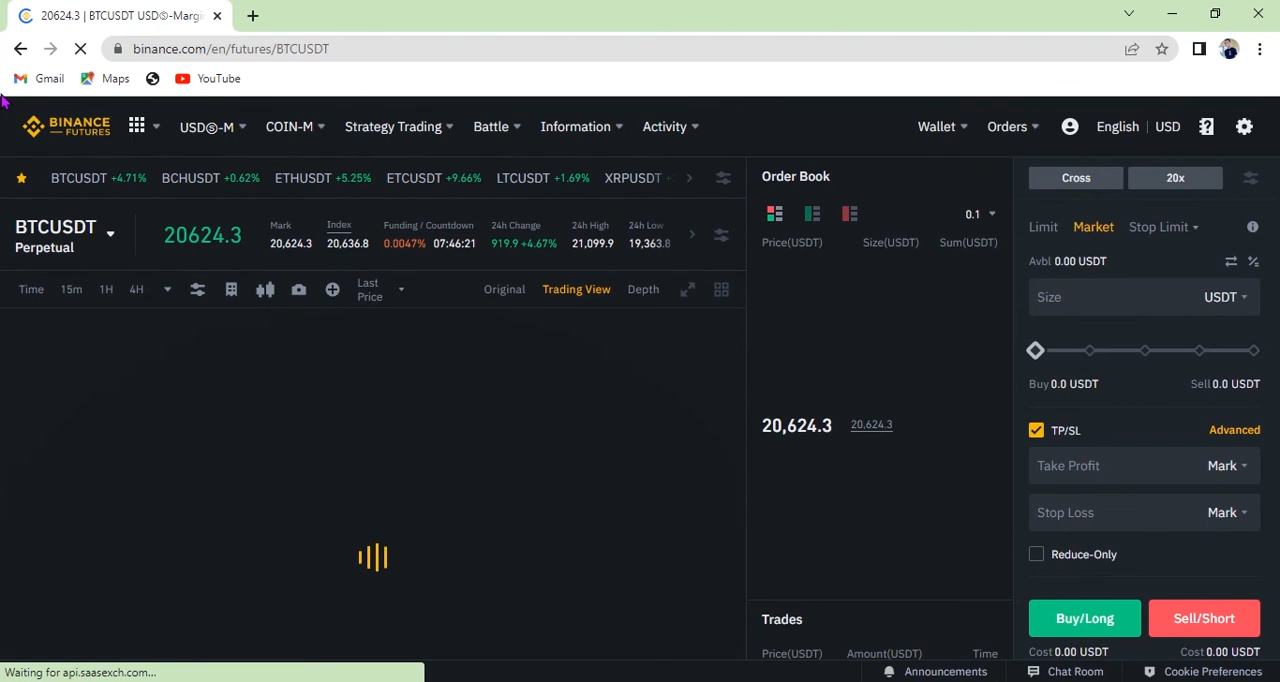 20624.3 | BTCUSDT USDⓈ-Margi
binance.com/en/futures/BTCUSDT
Gmail Maps YouTube
BINANCE FUTURES USDⓈ-M COIN-M Strategy Trading Battle Information Activity Wallet Orders English USD
BTCUSDT +4.71% BCHUSDT +0.62% ETHUSDT +5.25% ETCUSDT +9.66% LTCUSDT +1.69% XRPUSDT
BTCUSDT
Perpetual
20624.3
Mark
20,624.3
Index
20,636.8
Funding / Countdown
0.0047% 07:46:21
24h Change
919.9 +4.67%
24h High
21,099.9
24h Low
19,363.8
Time 15m 1H 4H Last Price Original Trading View Depth
Order Book
0.1
Price(USDT) Size(USDT) Sum(USDT)
20,624.3 20,624.3
Trades
Price(USDT) Amount(USDT) Time
Cross 20x
Limit Market Stop Limit
Avbl 0.00 USDT
Size USDT
Buy 0.0 USDT Sell 0.0 USDT
TP/SL Advanced
Take Profit Mark
Stop Loss Mark
Reduce-Only
Buy/Long Sell/Short
Cost 0.00 USDT Cost 0.00 USDT
Waiting for api.saasexch.com...
Announcements Chat Room Cookie Preferences